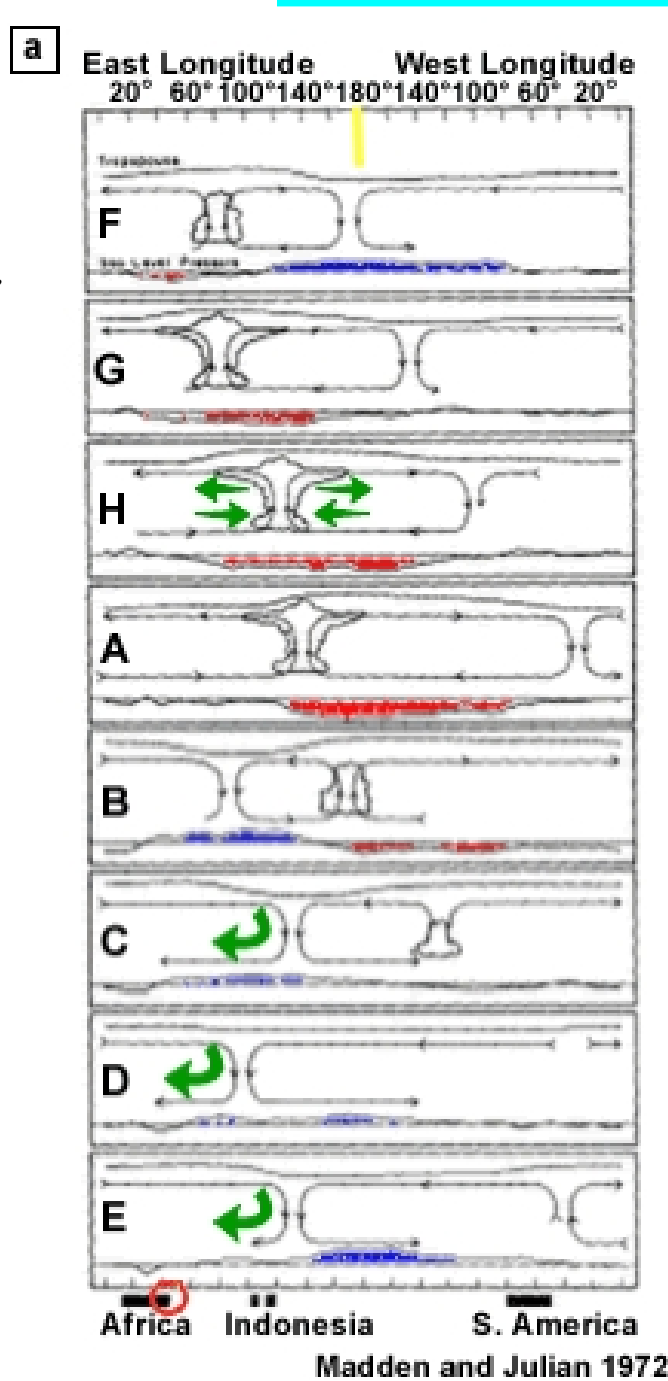 a
East Longitude West Longitude
20° 60° 100° 140° 180° 140° 100° 60° 20°
Tropopause
F
Sea Level Pressure
G
H
A
B
C
D
E
Africa Indonesia S. America
Madden and Julian 1972